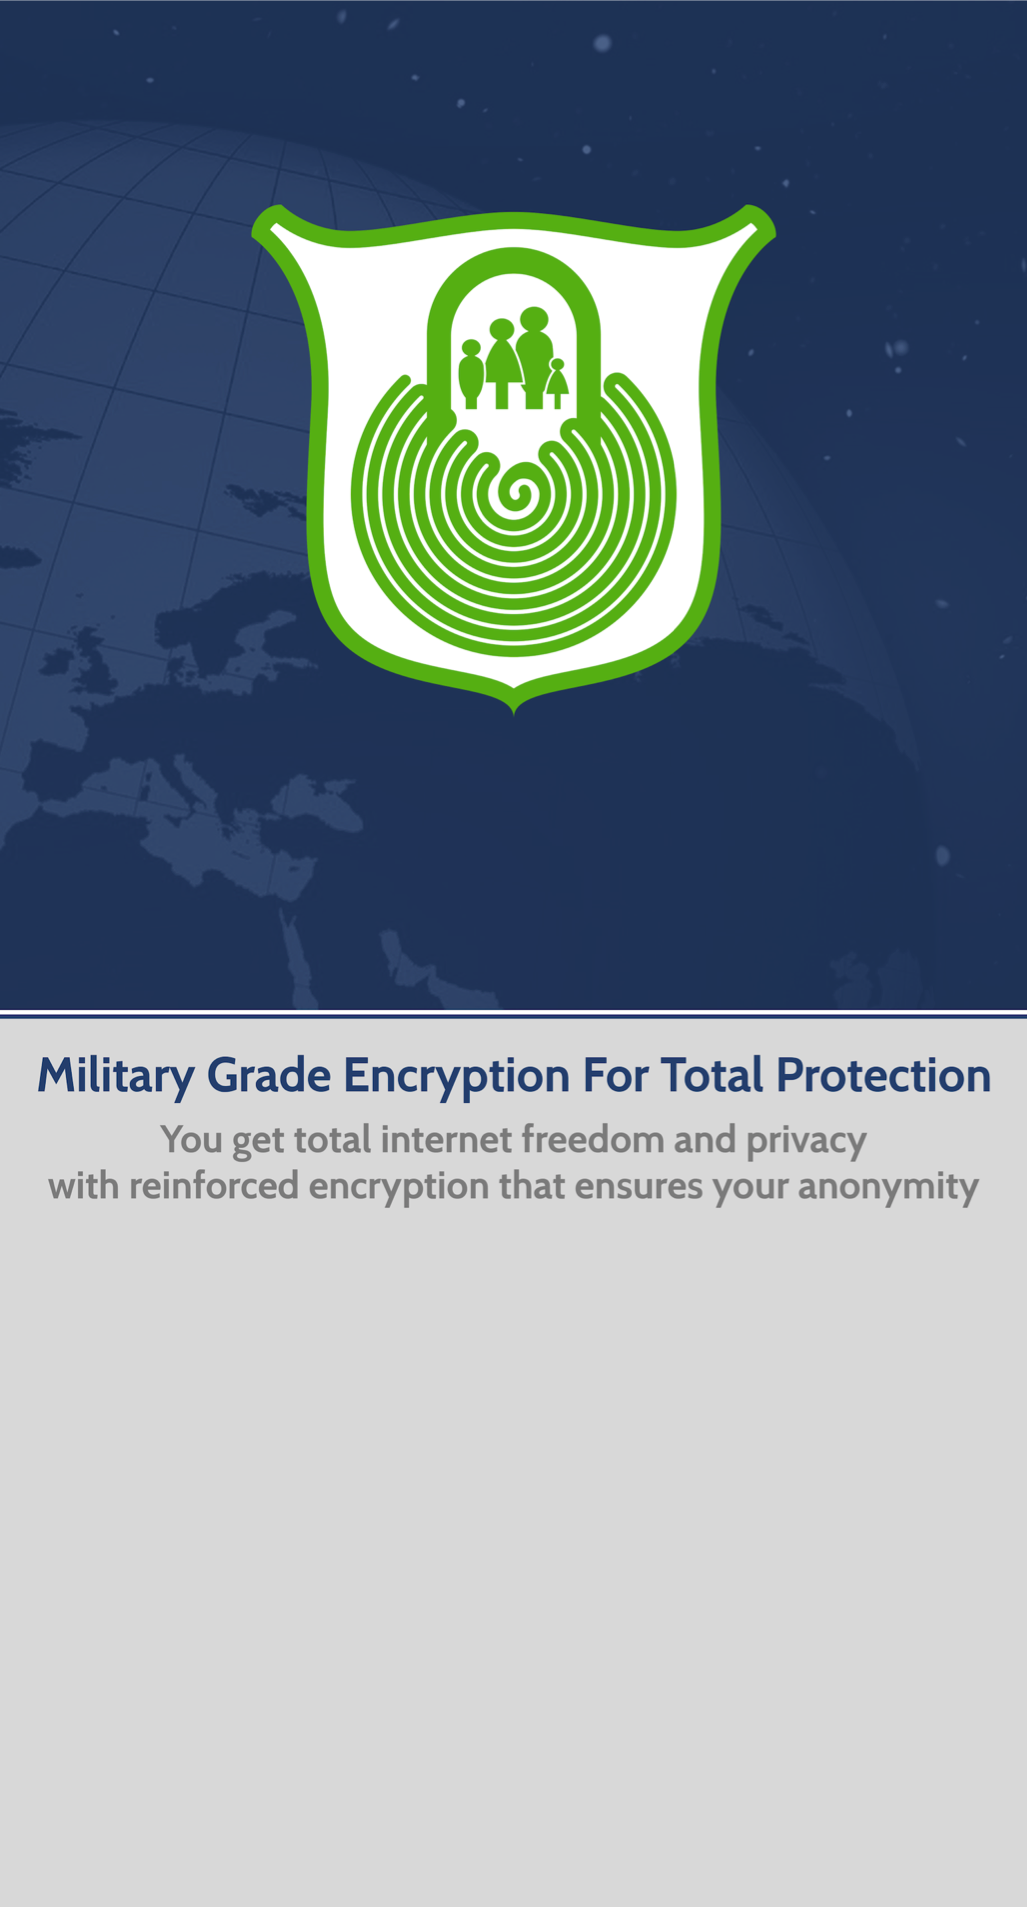 Military Grade Encryption For Total Protection
You get total internet freedom and privacy
with reinforced encryption that ensures your anonymity